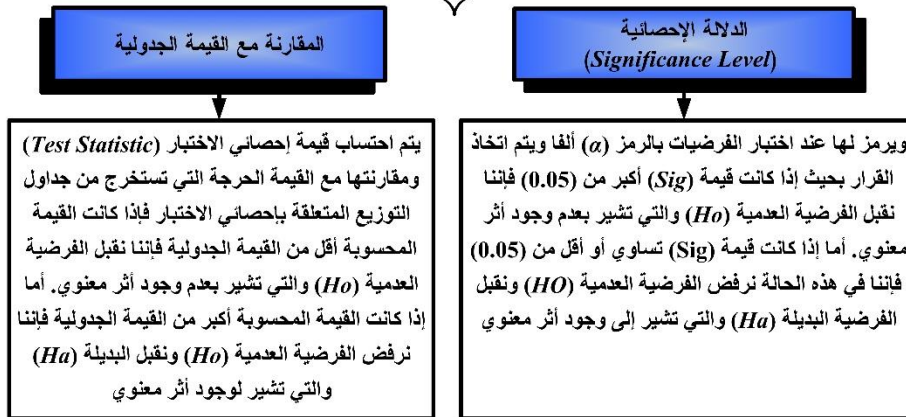 الدلالة الإحصائية
(Significance Level)
ويرمز لها عند اختبار الفرضيات بالرمز (α) ألفا ويتم اتخاذ
القرار بحيث إذا كانت قيمة (Sig) أكبر من (0.05) فإننا
نقبل الفرضية العدمية (Ho) والتي تشير بعدم وجود أثر
معنوي. أما إذا كانت قيمة (Sig) تساوي أو أقل من (0.05)
فإننا في هذه الحالة نرفض الفرضية العدمية (HO) ونقبل
الفرضية البديلة (Ha) والتي تشير إلى وجود أثر معنوي
المقارنة مع القيمة الجدولية
يتم احتساب قيمة إحصائي الاختبار (Test Statistic)
ومقارنتها مع القيمة الحرجة التي تستخرج من جداول
التوزيع المتعلقة بإحصائي الاختبار فإذا كانت القيمة
المحسوبة أقل من القيمة الجدولية فإننا نقبل الفرضية
العدمية (Ho) والتي تشير بعدم وجود أثر معنوي. أما
إذا كانت القيمة المحسوبة أكبر من القيمة الجدولية فإننا
نرفض الفرضية العدمية (Ho) ونقبل البديلة (Ha)
والتي تشير لوجود أثر معنوي